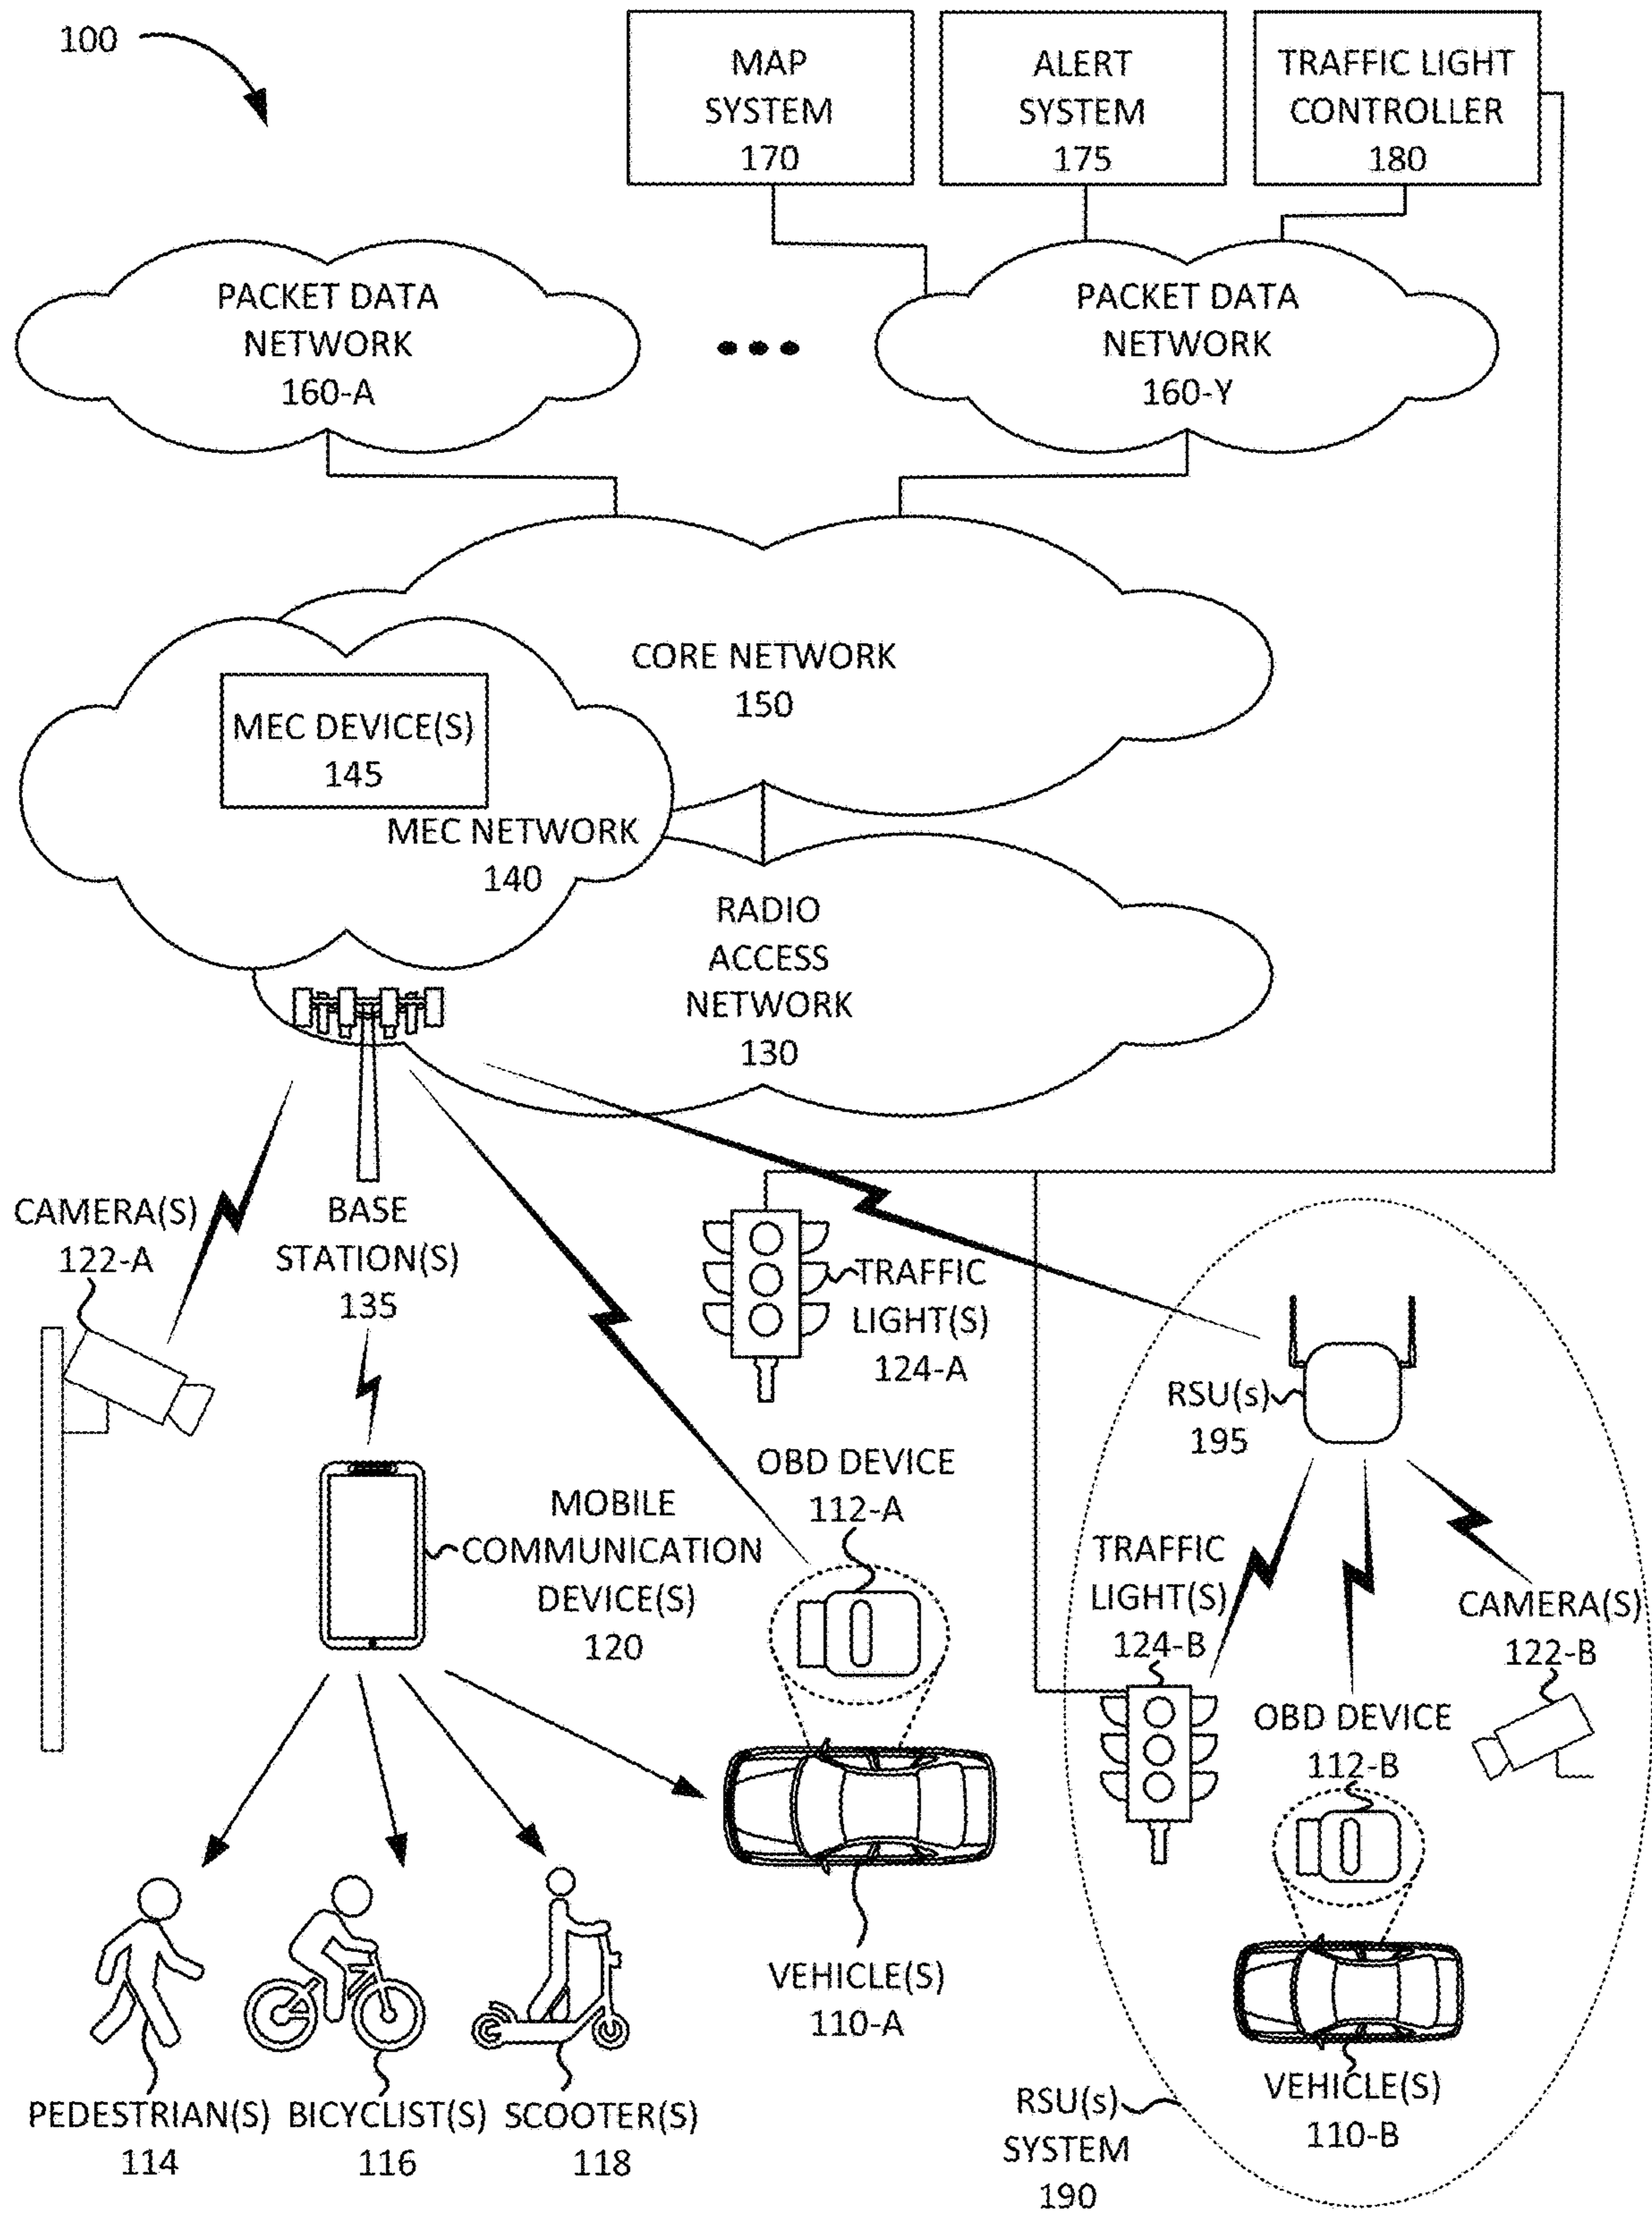 100
MAP
SYSTEM
170
ALERT
SYSTEM
175
TRAFFIC LIGHT
CONTROLLER
180
PACKET DATA
NETWORK
160-A
PACKET DATA
NETWORK
160-Y
CORE NETWORK
150
MEC DEVICE(S)
145
MEC NETWORK
140
RADIO
ACCESS
NETWORK
130
CAMERA(S)
122-A
BASE
STATION(S)
135
TRAFFIC
LIGHT(S)
124-A
RSU(s)
195
OBD DEVICE
112-A
MOBILE
COMMUNICATION
DEVICE(S)
120
TRAFFIC
LIGHT(S)
124-B
CAMERA(S)
122-B
OBD DEVICE
112-B
VEHICLE(S)
110-A
VEHICLE(S)
110-B
PEDESTRIAN(S)
114
BICYCLIST(S)
116
SCOOTER(S)
118
RSU(s)
SYSTEM
190